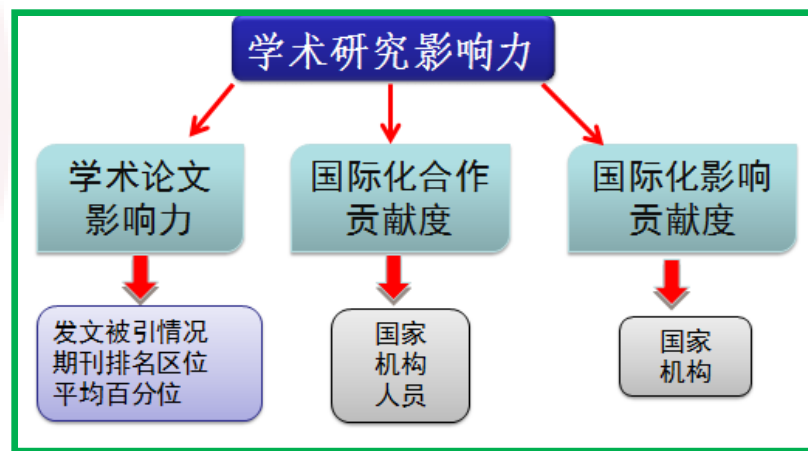 学术研究影响力
学术论文
影响力
国际化合作
贡献度
国际化影响
贡献度
发文被引情况
期刊排名区位
平均百分位
国家
机构
人员
国家
机构